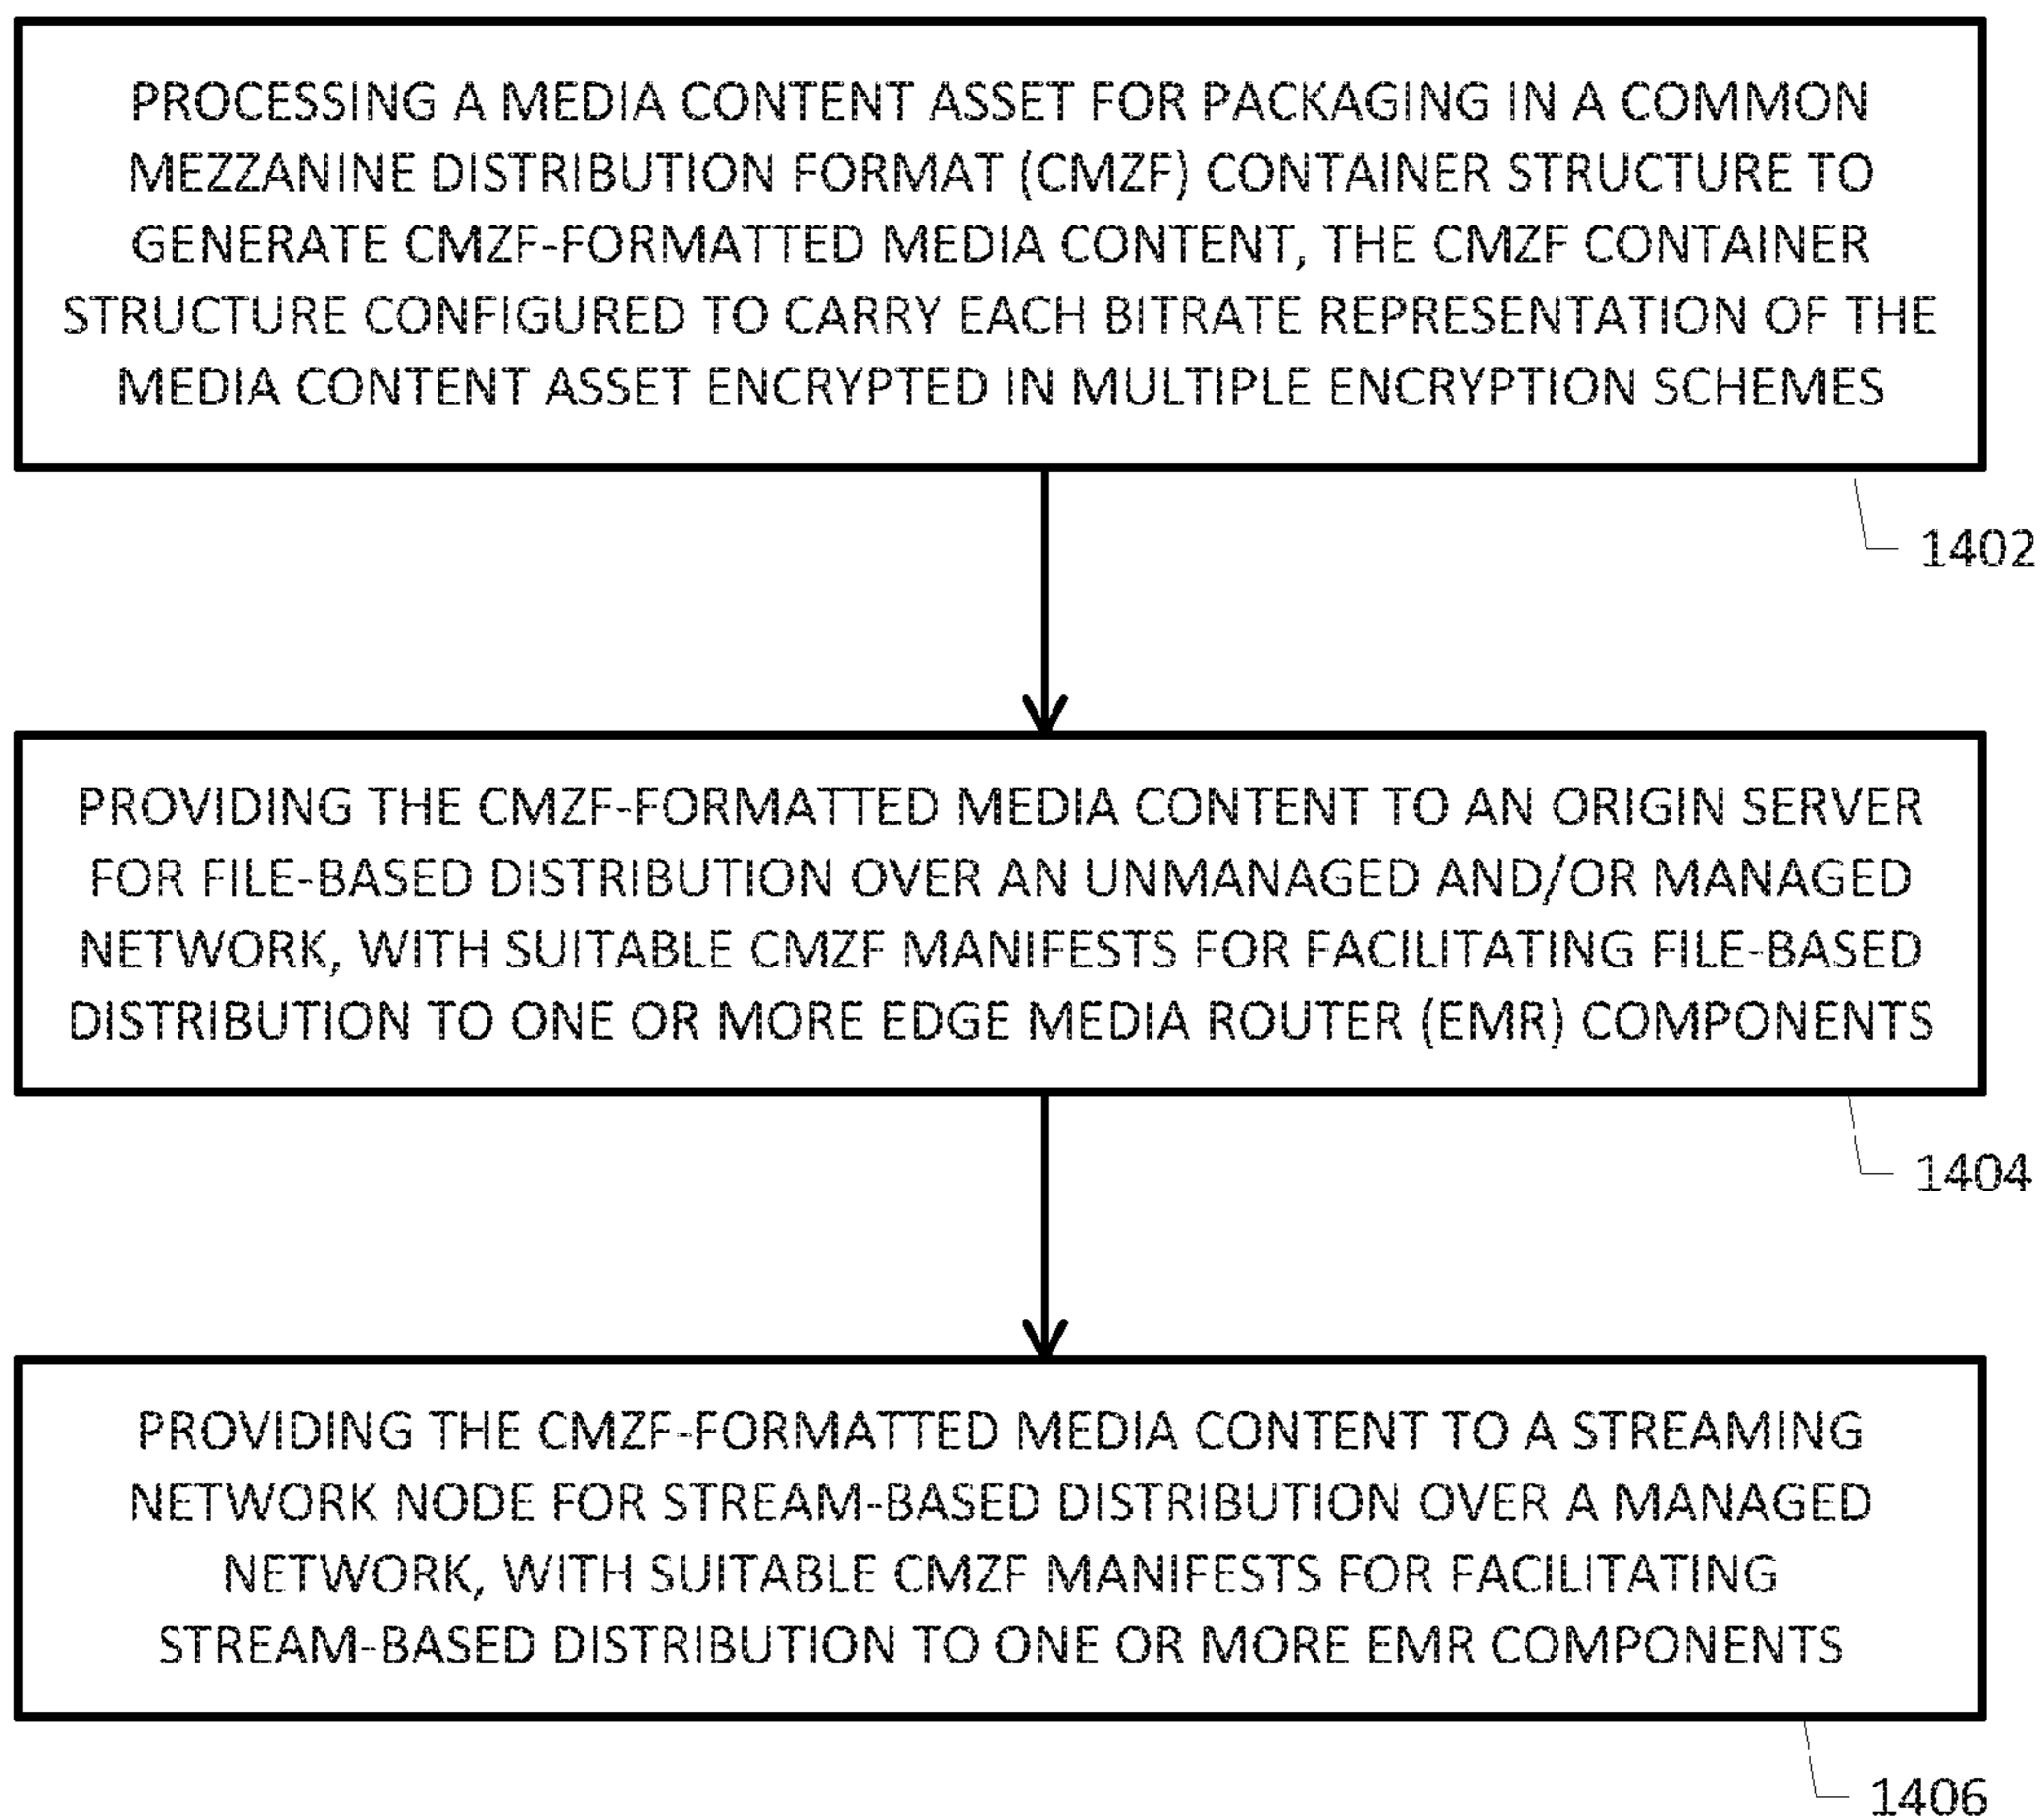 PROCESSING A MEDIA CONTENT ASSET FOR PACKAGING IN A COMMON
MEZZANINE DISTRIBUTION FORMAT (CMZF) CONTAINER STRUCTURE TO
GENERATE CMZF-FORMATTED MEDIA CONTENT, THE CMZF CONTAINER
STRUCTURE CONFIGURED TO CARRY EACH BITRATE REPRESENTATION OF THE
MEDIA CONTENT ASSET ENCRYPTED IN MULTIPLE ENCRYPTION SCHEMES
1402
PROVIDING THE CMZF-FORMATTED MEDIA CONTENT TO AN ORIGIN SERVER
FOR FILE-BASED DISTRIBUTION OVER AN UNMANAGED AND/OR MANAGED
NETWORK, WITH SUITABLE CMZF MANIFESTS FOR FACILITATING FILE-BASED
DISTRIBUTION TO ONE OR MORE EDGE MEDIA ROUTER (EMR) COMPONENTS
1404
PROVIDING THE CMZF-FORMATTED MEDIA CONTENT TO A STREAMING
NETWORK NODE FOR STREAM-BASED DISTRIBUTION OVER A MANAGED
NETWORK, WITH SUITABLE CMZF MANIFESTS FOR FACILITATING
STREAM-BASED DISTRIBUTION TO ONE OR MORE EMR COMPONENTS
1406